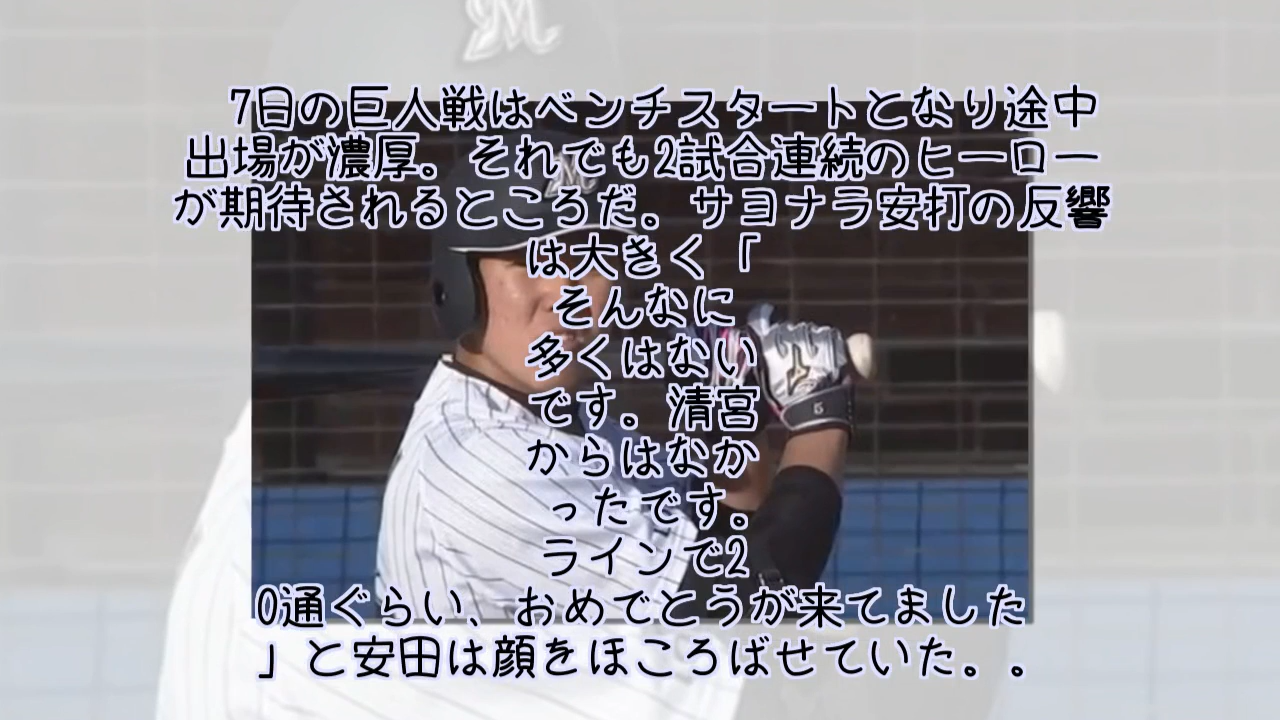 7日の巨人戦はベンチスタートとなり途中
出場が濃厚。それでも2試合連続のヒーロー
が期待されるところだ。サヨナラ安打の反響
は大きく「
そんなに
多くはない
です。清宮
からはなか
ったです。
ラインで2
0通ぐらい、おめでとうが来てました
」と安田は顔をほころばせていた。。
M
M
5